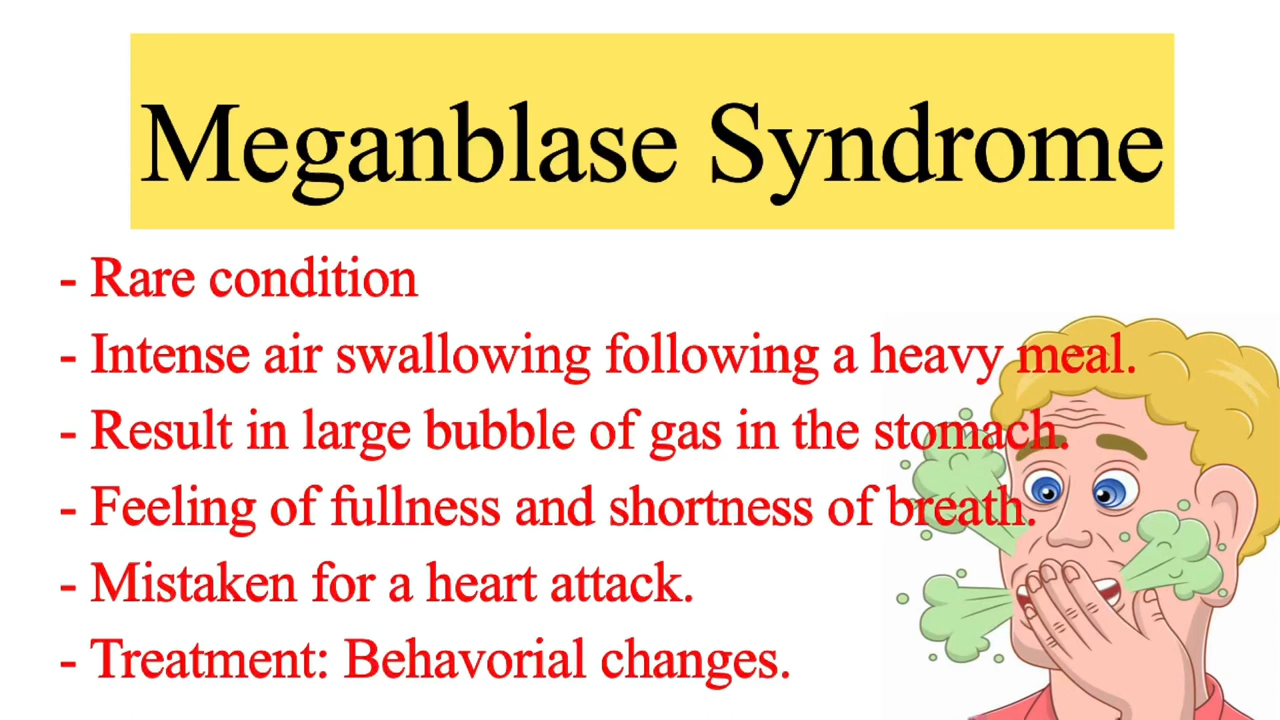 Meganblase Syndrome
- Rare condition
- Intense air swallowing following a heavy meal.
- Result in large bubble of gas in the stomach.
- Feeling of fullness and shortness of breath.
- Mistaken for a heart attack.
- Treatment: Behavorial changes.